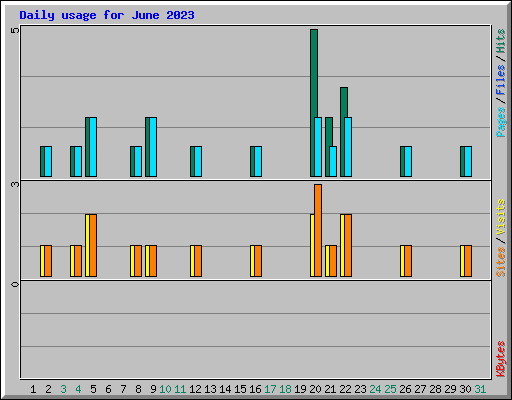 Daily usage for June 2023
5
3
0
Pages/Files/Hits
Sites/Visits
KBytes
1 2 3 4 5 6 7 8 9 10 11 12 13 14 15 16 17 18 19 20 21 22 23 24 25 26 27 28 29 30 31